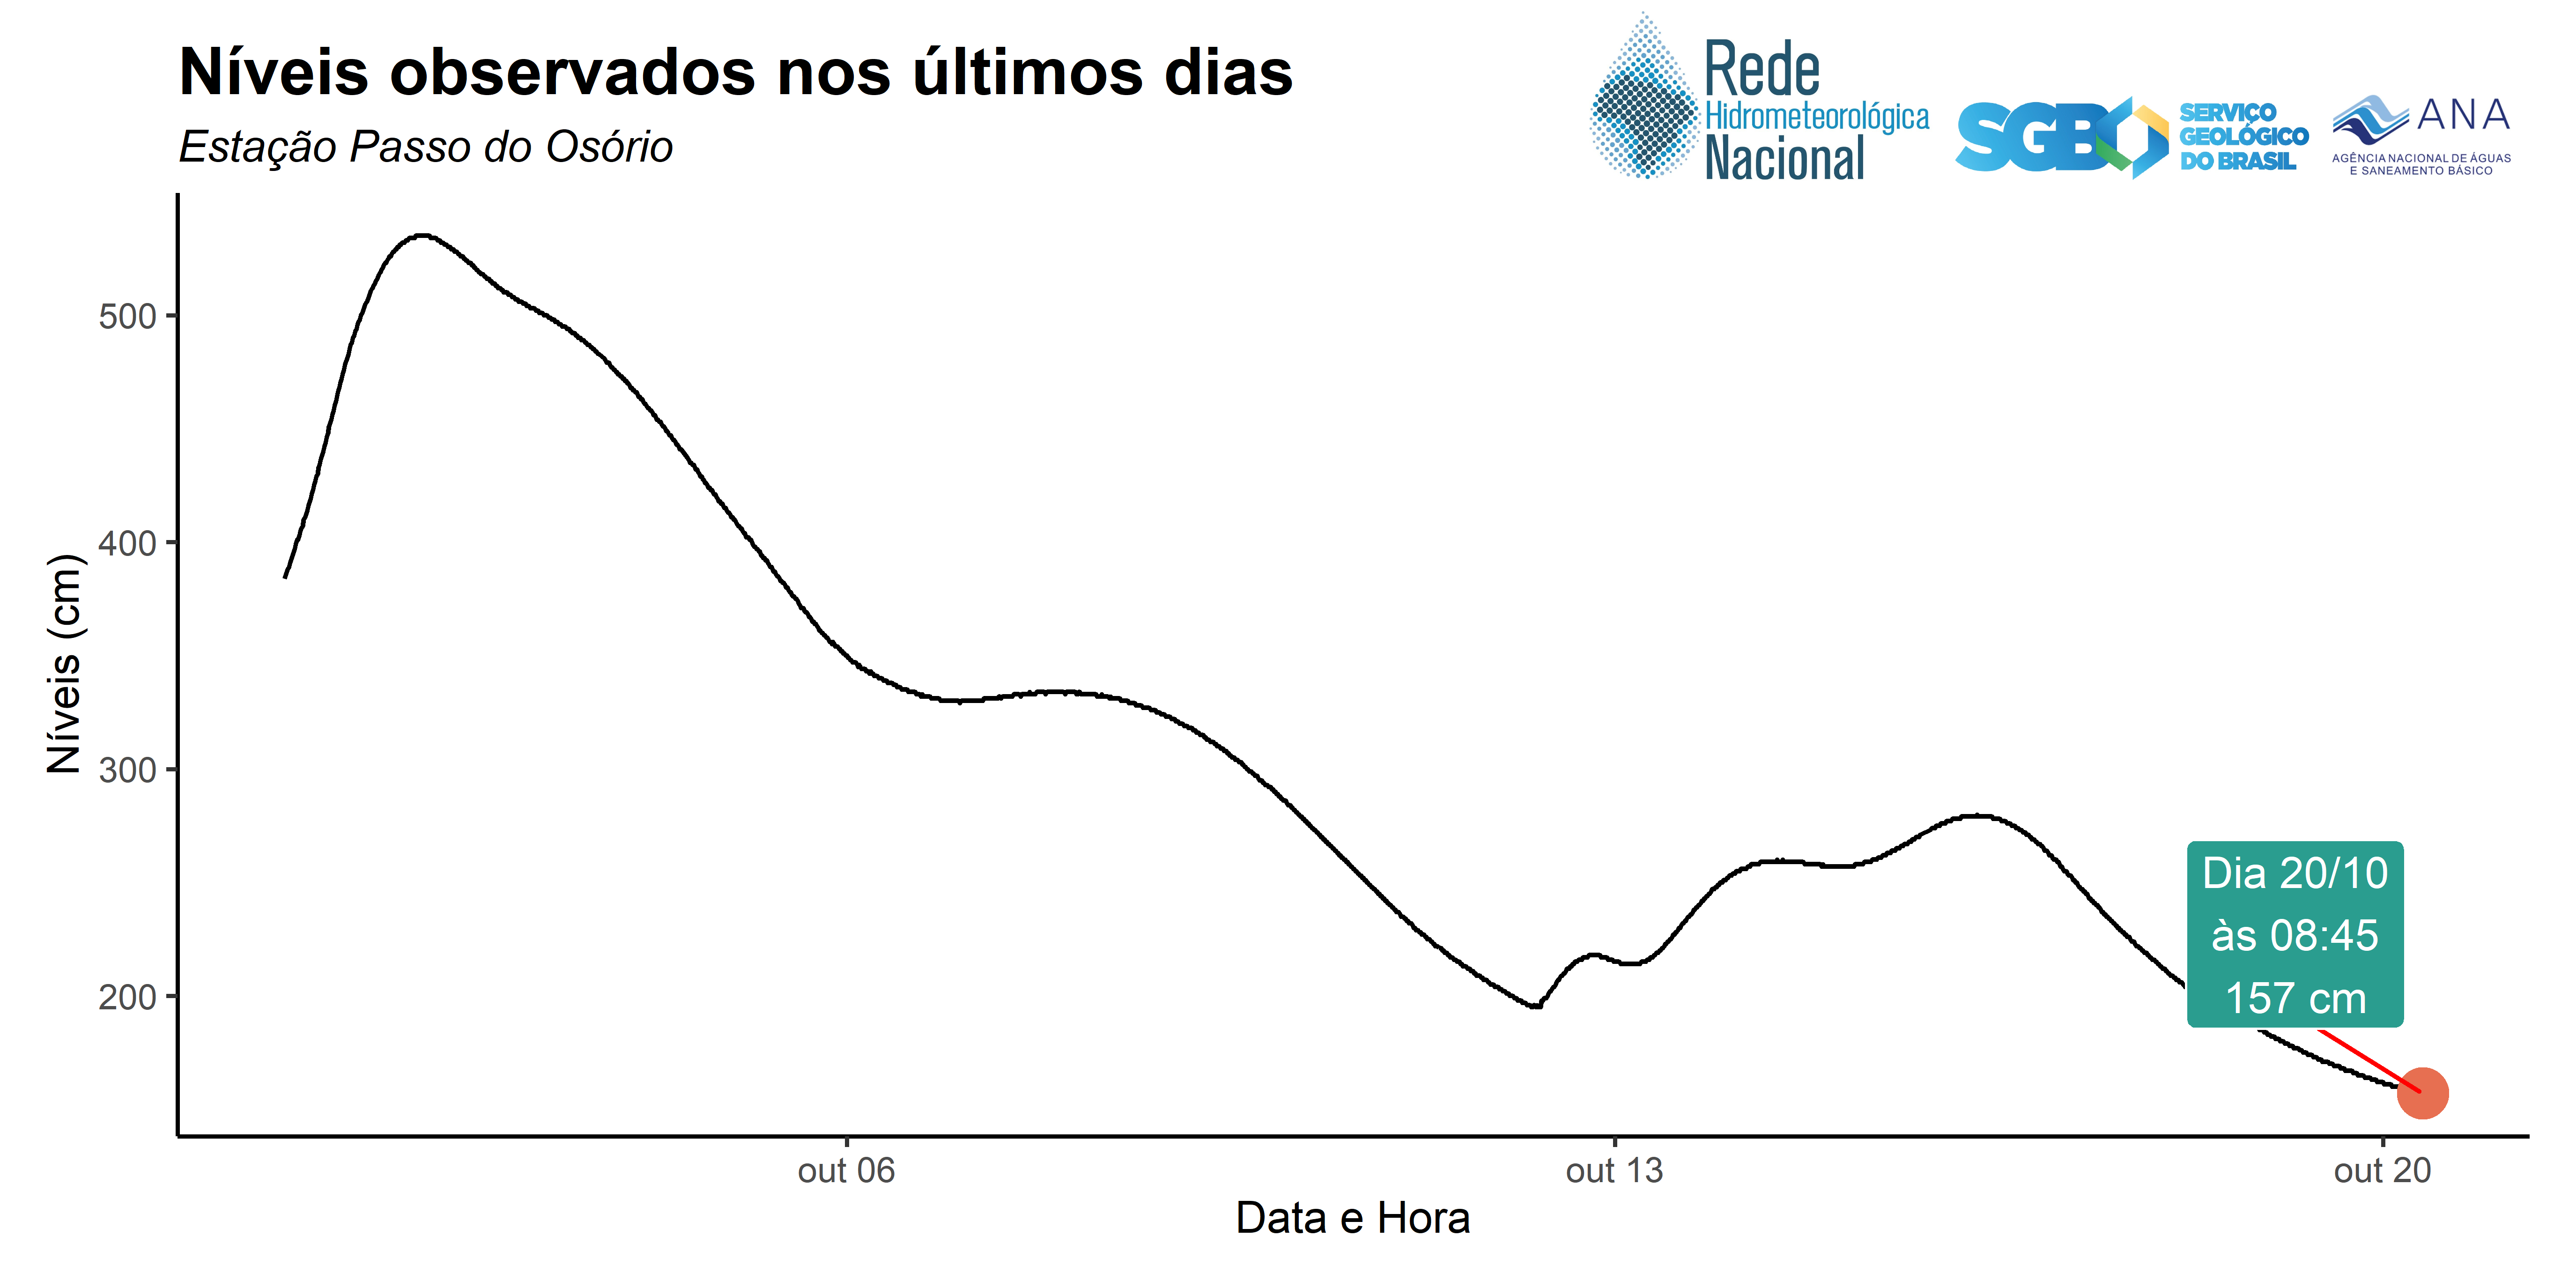 Níveis observados nos últimos dias
Estação Passo do Osório
Rede
Hidrometeorológica
Nacional
SGB
SERVIÇO
GEOLÓGICO
DO BRASIL
ANA
AGÊNCIA NACIONAL DE ÁGUAS
E SANEAMENTO BÁSICO
Níveis (cm)
500
400
300
200
Dia 20/10
às 08:45
157 cm
out 06
out 13
out 20
Data e Hora